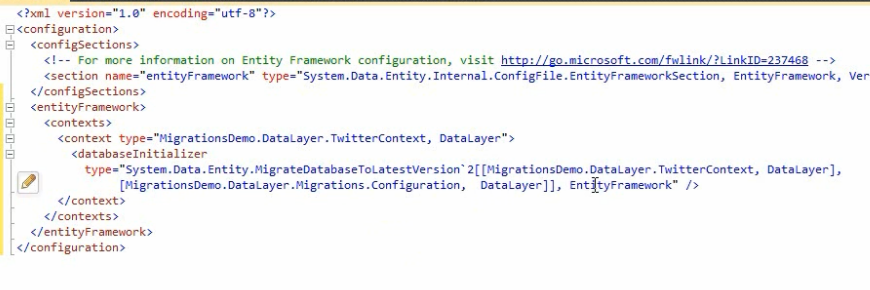 <?xml version="1.0" encoding="utf-8"?>
<configuration>
<configSections>
<!-- For more information on Entity Framework configuration, visit http://go.microsoft.com/fwlink/?LinkID=237468 -->
<section name="entityFramework" type="System.Data.Entity.Internal.ConfigFile.EntityFrameworkSection, EntityFramework, Ver
</configSections>
<entityFramework>
<contexts>
<context type="MigrationsDemo.DataLayer.TwitterContext, DataLayer">
<databaseInitializer
type="System.Data.Entity.MigrateDatabaseToLatestVersion`2[[MigrationsDemo.DataLayer.TwitterContext, DataLayer],
[MigrationsDemo.DataLayer.Migrations.Configuration,  DataLayer]], EntityFramework" />
</context>
</contexts>
</entityFramework>
</configuration>